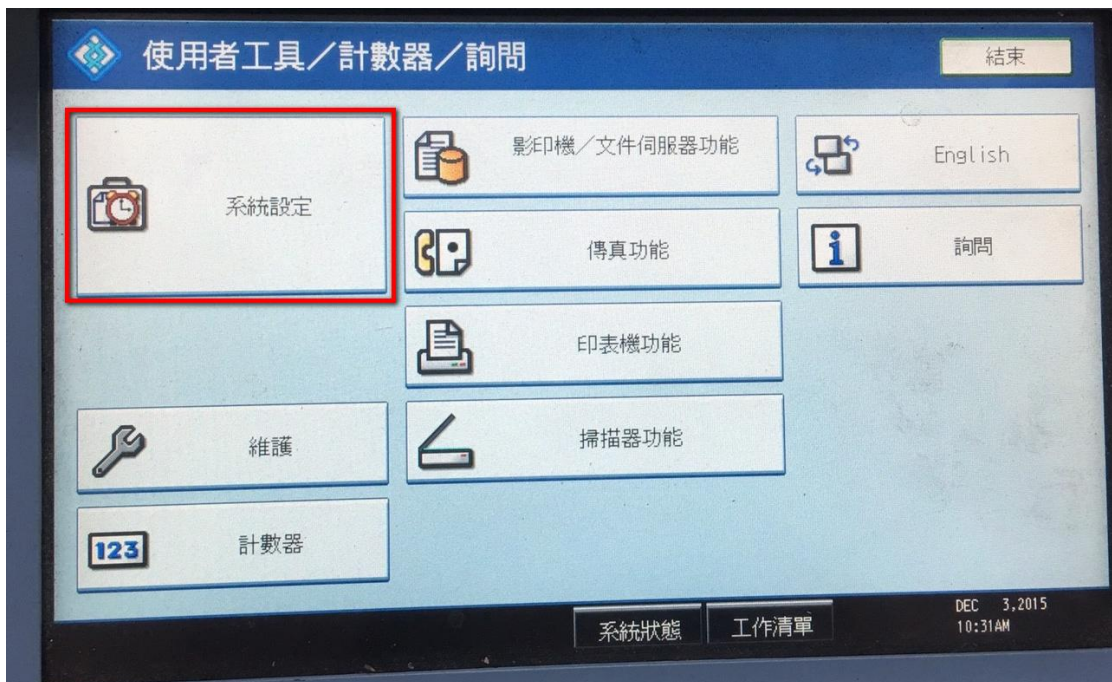 使用者工具／計數器／詢問
結束
系統設定
影印機／文件伺服器功能
English
傳真功能
詢問
印表機功能
維護
掃描器功能
123
計數器
系統狀態
工作清單
DEC 3,2015
10:31AM